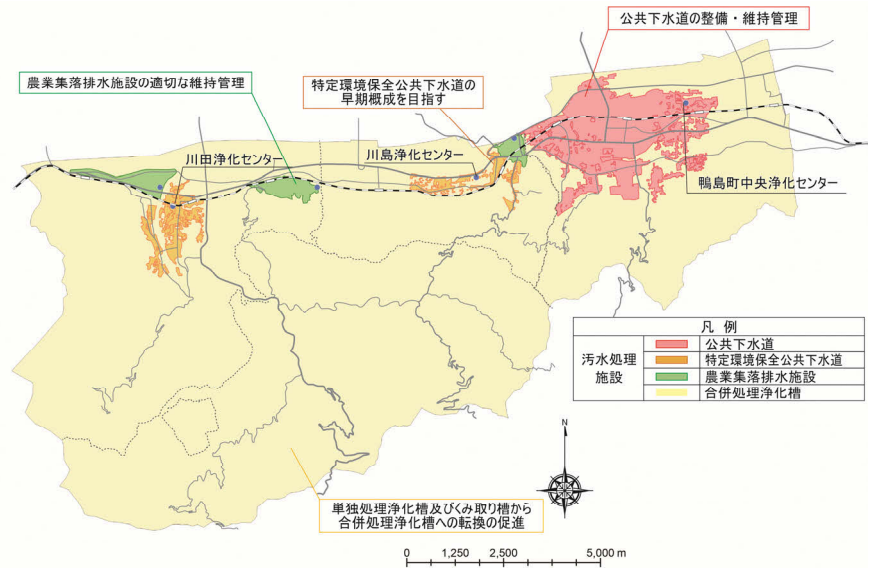 公共下水道の整備・維持管理
農業集落排水施設の適切な維持管理
特定環境保全公共下水道の
早期概成を目指す
川田浄化センター
川島浄化センター
鴨島町中央浄化センター
凡 例
汚水処理
施設
公共下水道
特定環境保全公共下水道
農業集落排水施設
合併処理浄化槽
N
単独処理浄化槽及びくみ取り槽から
合併処理浄化槽への転換の促進
0 1,250 2,500 5,000 m